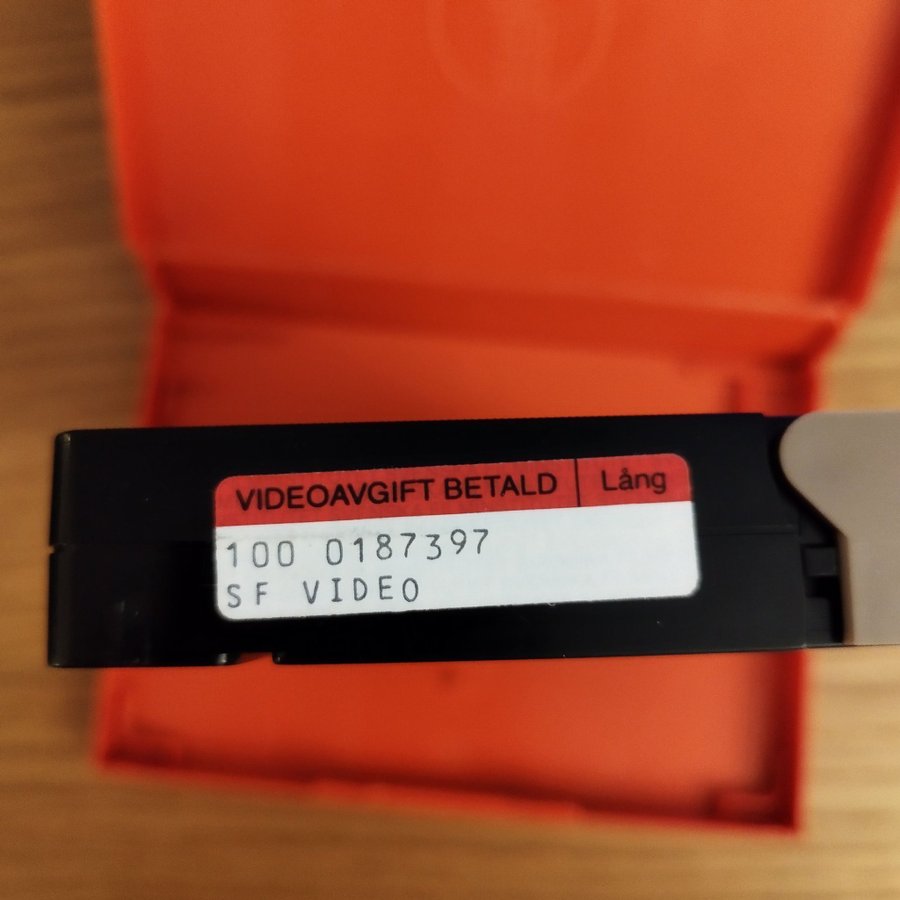 VIDEOAVGIFT BETALD Lång
100 0187397
SF VIDEO